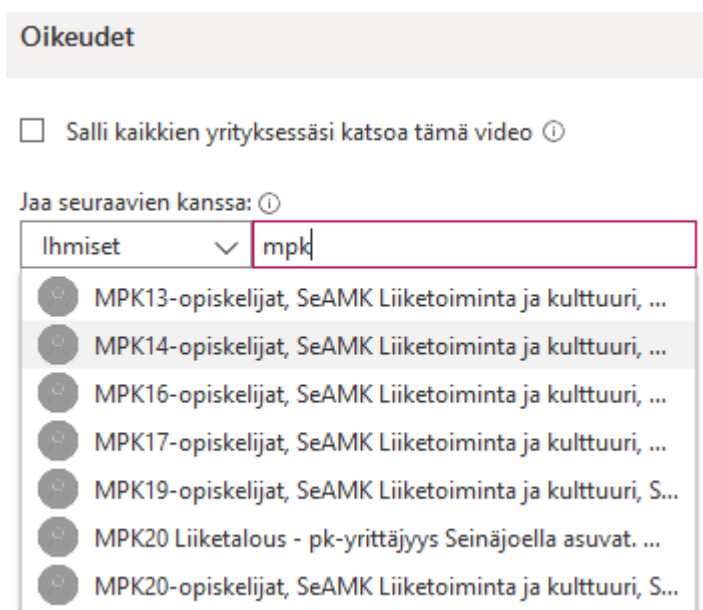 Oikeudet
Salli kaikkien yrityksessäsi katsoa tämä video
Jaa seuraavien kanssa:
Ihmiset mpk
MPK13-opiskelijat, SeAMK Liiketoiminta ja kulttuuri, ...
MPK14-opiskelijat, SeAMK Liiketoiminta ja kulttuuri, ...
MPK16-opiskelijat, SeAMK Liiketoiminta ja kulttuuri, ...
MPK17-opiskelijat, SeAMK Liiketoiminta ja kulttuuri, ...
MPK19-opiskelijat, SeAMK Liiketoiminta ja kulttuuri, S...
MPK20 Liiketalous - pk-yrittäjyys Seinäjoella asuvat. ...
MPK20-opiskelijat, SeAMK Liiketoiminta ja kulttuuri, S...